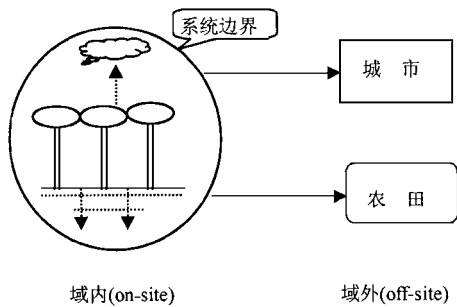 系统边界
城 市
农 田
域内(on-site)
域外(off-site)